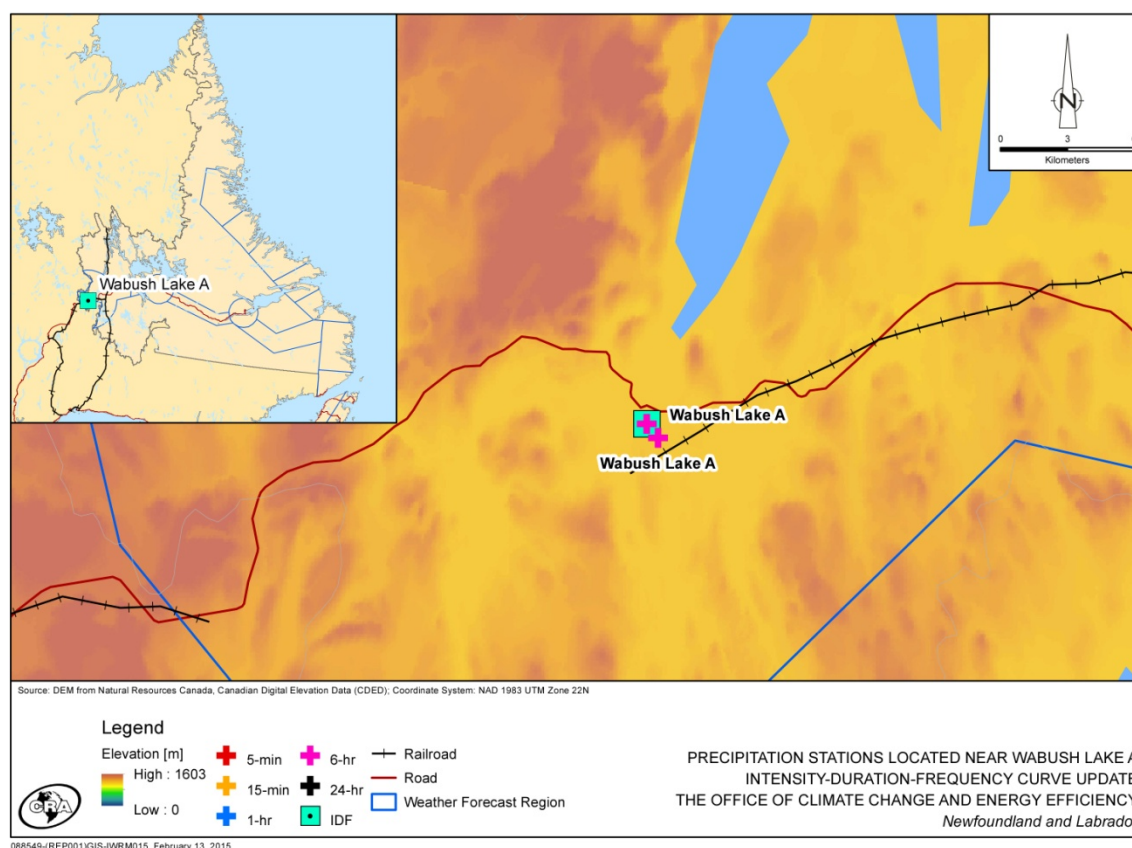 Wabush Lake A
N
0 3
Kilometers
Wabush Lake A
Wabush Lake A
Source: DEM from Natural Resources Canada, Canadian Digital Elevation Data (CDED); Coordinate System: NAD 1983 UTM Zone 22N
Legend
Elevation [m]
High : 1603
Low : 0
5-min
15-min
1-hr
6-hr
24-hr
IDF
Railroad
Road
Weather Forecast Region
CRA
PRECIPITATION STATIONS LOCATED NEAR WABUSH LAKE A
INTENSITY-DURATION-FREQUENCY CURVE UPDATE
THE OFFICE OF CLIMATE CHANGE AND ENERGY EFFICIENCY
Newfoundland and Labrado
088549-(REP001)GIS-IWRM015 February 13, 2015